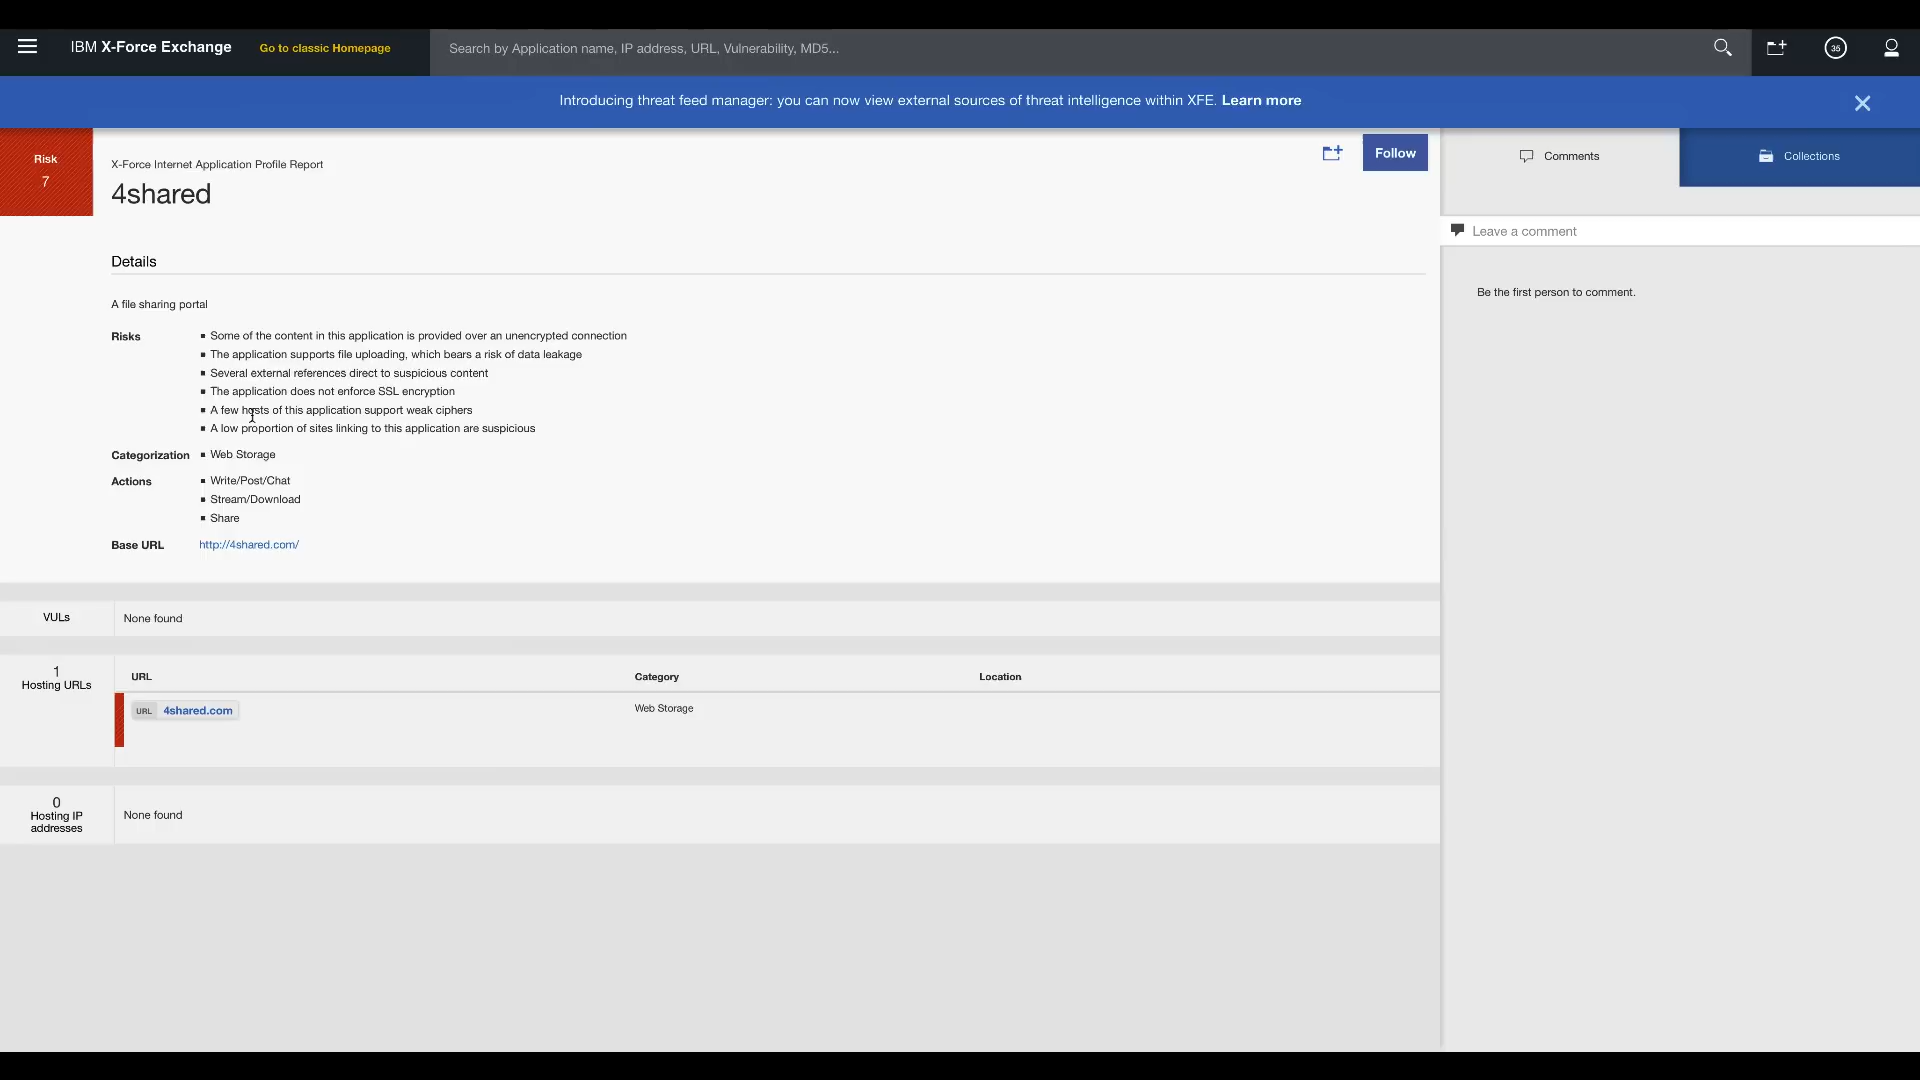 IBM X-Force Exchange
Go to classic Homepage
Search by Application name, IP address, URL, Vulnerability, MD5...
36
Introducing threat feed manager: you can now view external sources of threat intelligence within XFE. Learn more
Risk
7
X-Force Internet Application Profile Report
4shared
Follow
Comments
Collections
Leave a comment
Be the first person to comment.
Details
A file sharing portal
Risks
Some of the content in this application is provided over an unencrypted connection
The application supports file uploading, which bears a risk of data leakage
Several external references direct to suspicious content
The application does not enforce SSL encryption
A few hosts of this application support weak ciphers
A low proportion of sites linking to this application are suspicious
Categorization
Web Storage
Actions
Write/Post/Chat
Stream/Download
Share
Base URL
http://4shared.com/
VULs
None found
1
Hosting URLs
URL
Category
Location
URL 4shared.com
Web Storage
0
Hosting IP
addresses
None found